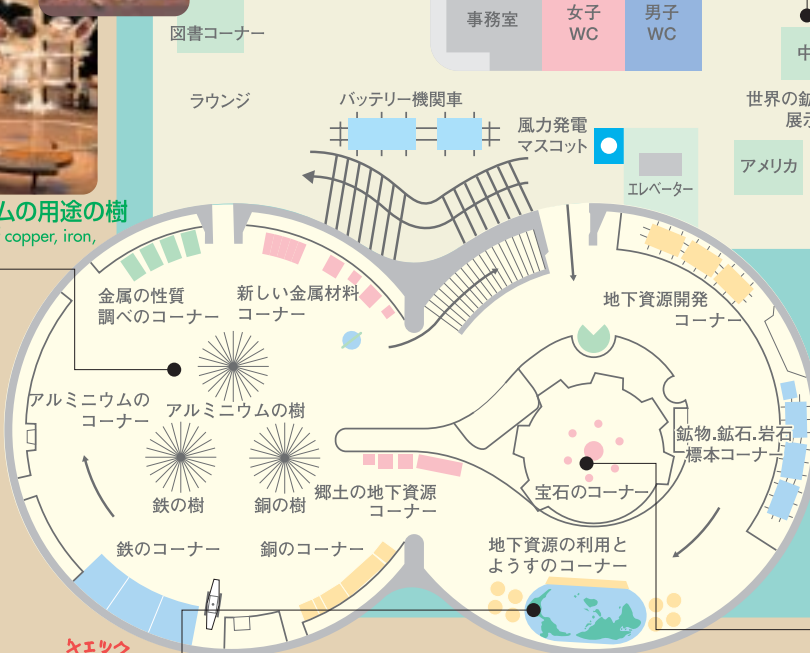 図書コーナー
事務室
女子
WC
男子
WC
中
ラウンジ
バッテリー機関車
風力発電
マスコット
エレベーター
世界の鉱
展示
アメリカ
ムの用途の樹
copper, iron,
金属の性質
調べのコーナー
新しい金属材料
コーナー
地下資源開発
コーナー
アルミニウムの
コーナー
アルミニウムの樹
鉄の樹
銅の樹
郷土の地下資源
コーナー
鉱物.鉱石.岩石
標本コーナー
宝石のコーナー
鉄のコーナー
銅のコーナー
地下資源の利用と
ようすのコーナー
チェック